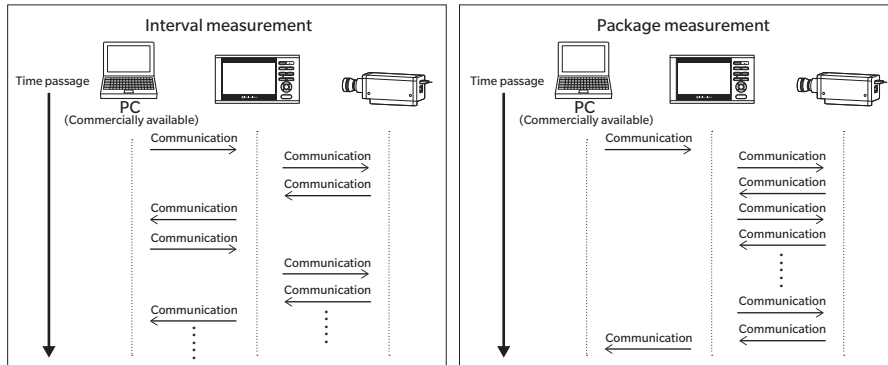 Interval measurement
Time passage
PC
(Commercially available)
Communication
Communication
Communication
Communication
Communication
Communication
Communication
Communication
Package measurement
Time passage
PC
(Commercially available)
Communication
Communication
Communication
Communication
Communication
Communication
Communication
Communication